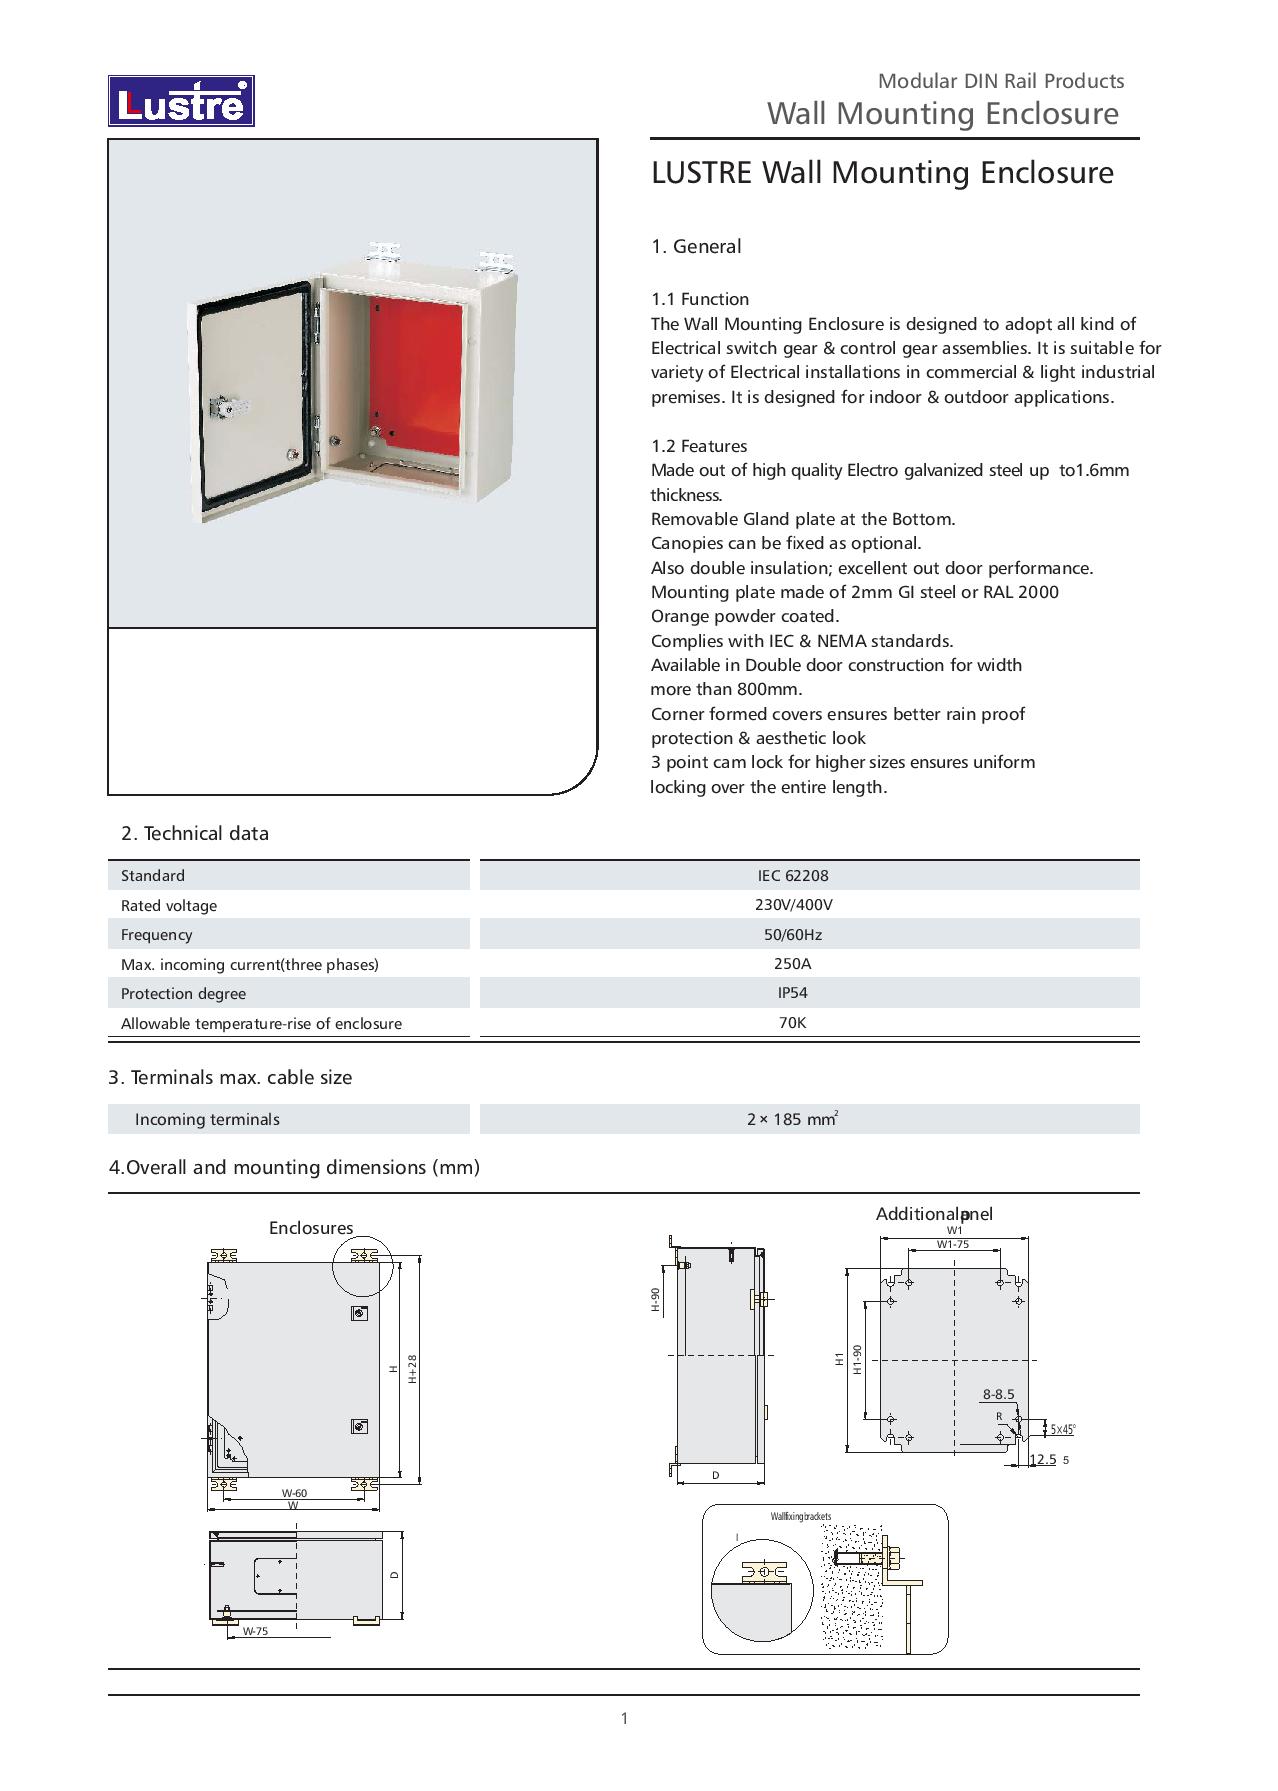 Lustre®
Modular DIN Rail Products
Wall Mounting Enclosure
LUSTRE Wall Mounting Enclosure
1. General
1.1 Function
The Wall Mounting Enclosure is designed to adopt all kind of
Electrical switch gear & control gear assemblies. It is suitable for
variety of Electrical installations in commercial & light industrial
premises. It is designed for indoor & outdoor applications.
1.2 Features
Made out of high quality Electro galvanized steel up to1.6mm
thickness.
Removable Gland plate at the Bottom.
Canopies can be fixed as optional.
Also double insulation; excellent out door performance.
Mounting plate made of 2mm GI steel or RAL 2000
Orange powder coated.
Complies with IEC & NEMA standards.
Available in Double door construction for width
more than 800mm.
Corner formed covers ensures better rain proof
protection & aesthetic look
3 point cam lock for higher sizes ensures uniform
locking over the entire length.
2. Technical data
Standard IEC 62208
Rated voltage 230V/400V
Frequency 50/60Hz
Max. incoming current(three phases) 250A
Protection degree IP54
Allowable temperature-rise of enclosure 70K
3. Terminals max. cable size
Incoming terminals 2 × 185 mm²
4.Overall and mounting dimensions (mm)
Enclosures
H
H+28
W-60
W
D
W-75
H-90
D
Additional panel
W1
W1-75
H1
H1-90
8-8.5
R
5×45°
12.5 5
Wallfixingbrackets
I
1